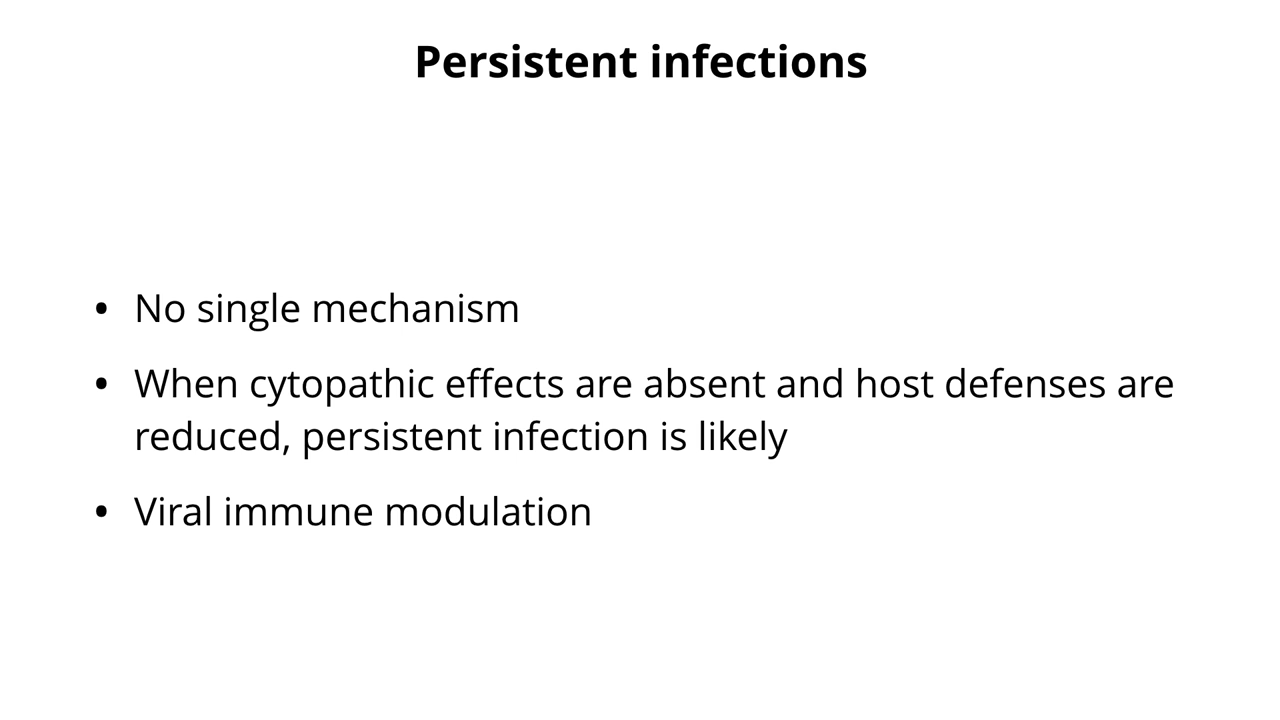 Persistent infections
• No single mechanism
• When cytopathic effects are absent and host defenses are
reduced, persistent infection is likely
• Viral immune modulation